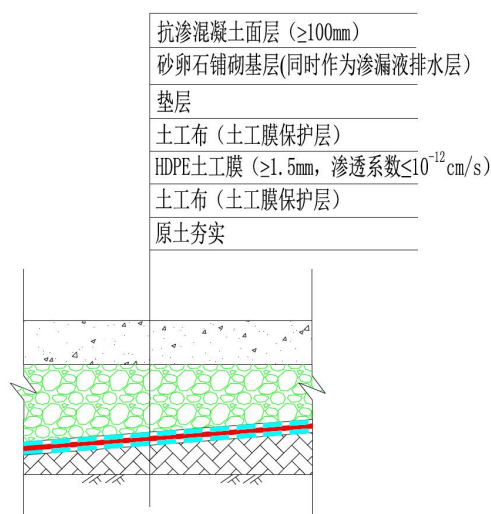 抗渗混凝土面层（≥100mm）
砂卵石铺砌基层(同时作为渗漏液排水层）
垫层
土工布（土工膜保护层）
HDPE土工膜（≥1.5mm，渗透系数≤10⁻¹²cm/s）
土工布（土工膜保护层）
原土夯实